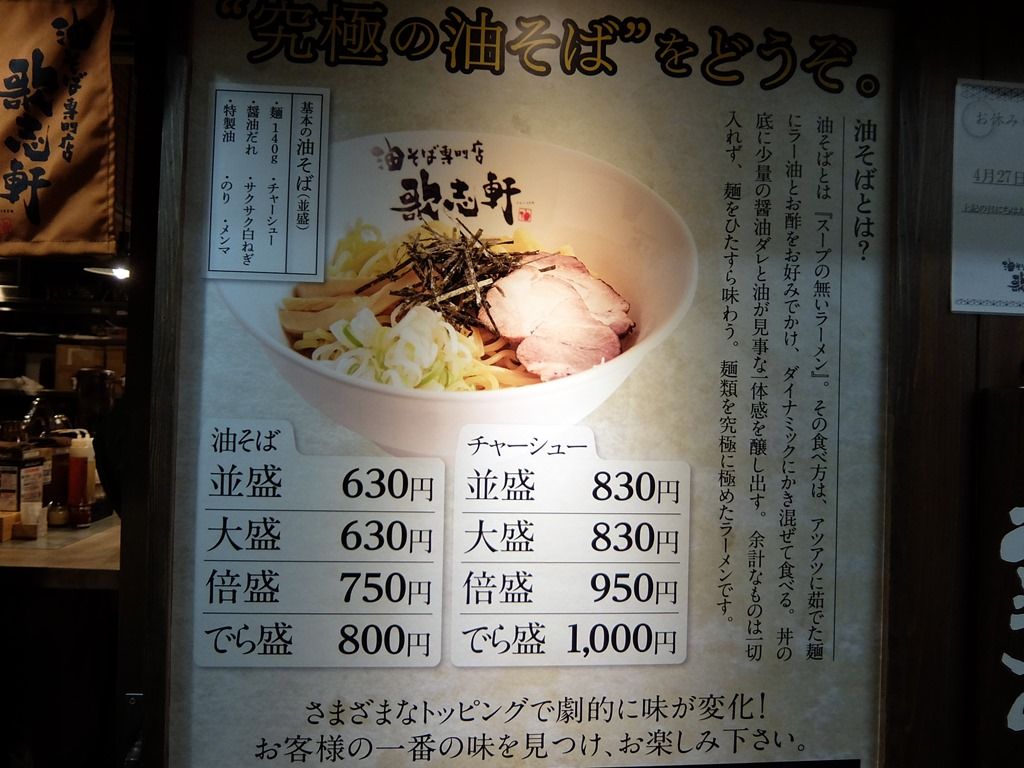 “究極の油そば”をどうぞ。
油そば専門店
歌志軒
基本の油そば(並盛)
・麺140g ・チャーシュー
・醤油だれ ・サクサク白ねぎ
・特製油 ・のり ・メンマ
油そば専門店
歌志軒
油そばとは?
油そばとは『スープの無いラーメン』。その食べ方は、アツアツに茹でた麺
にラー油とお酢をお好みでかけ、ダイナミックにかき混ぜて食べる。丼の
底に少量の醤油ダレと油が見事な一体感を醸し出す。余計なものは一切
入れず、麺をひたすら味わう。麺類を究極に極めたラーメンです。
お休み
4月27日
油そば
並盛 630円
大盛 630円
倍盛 750円
でら盛 800円
チャーシュー
並盛 830円
大盛 830円
倍盛 950円
でら盛 1,000円
さまざまなトッピングで劇的に味が変化!
お客様の一番の味を見つけ、お楽しみ下さい。